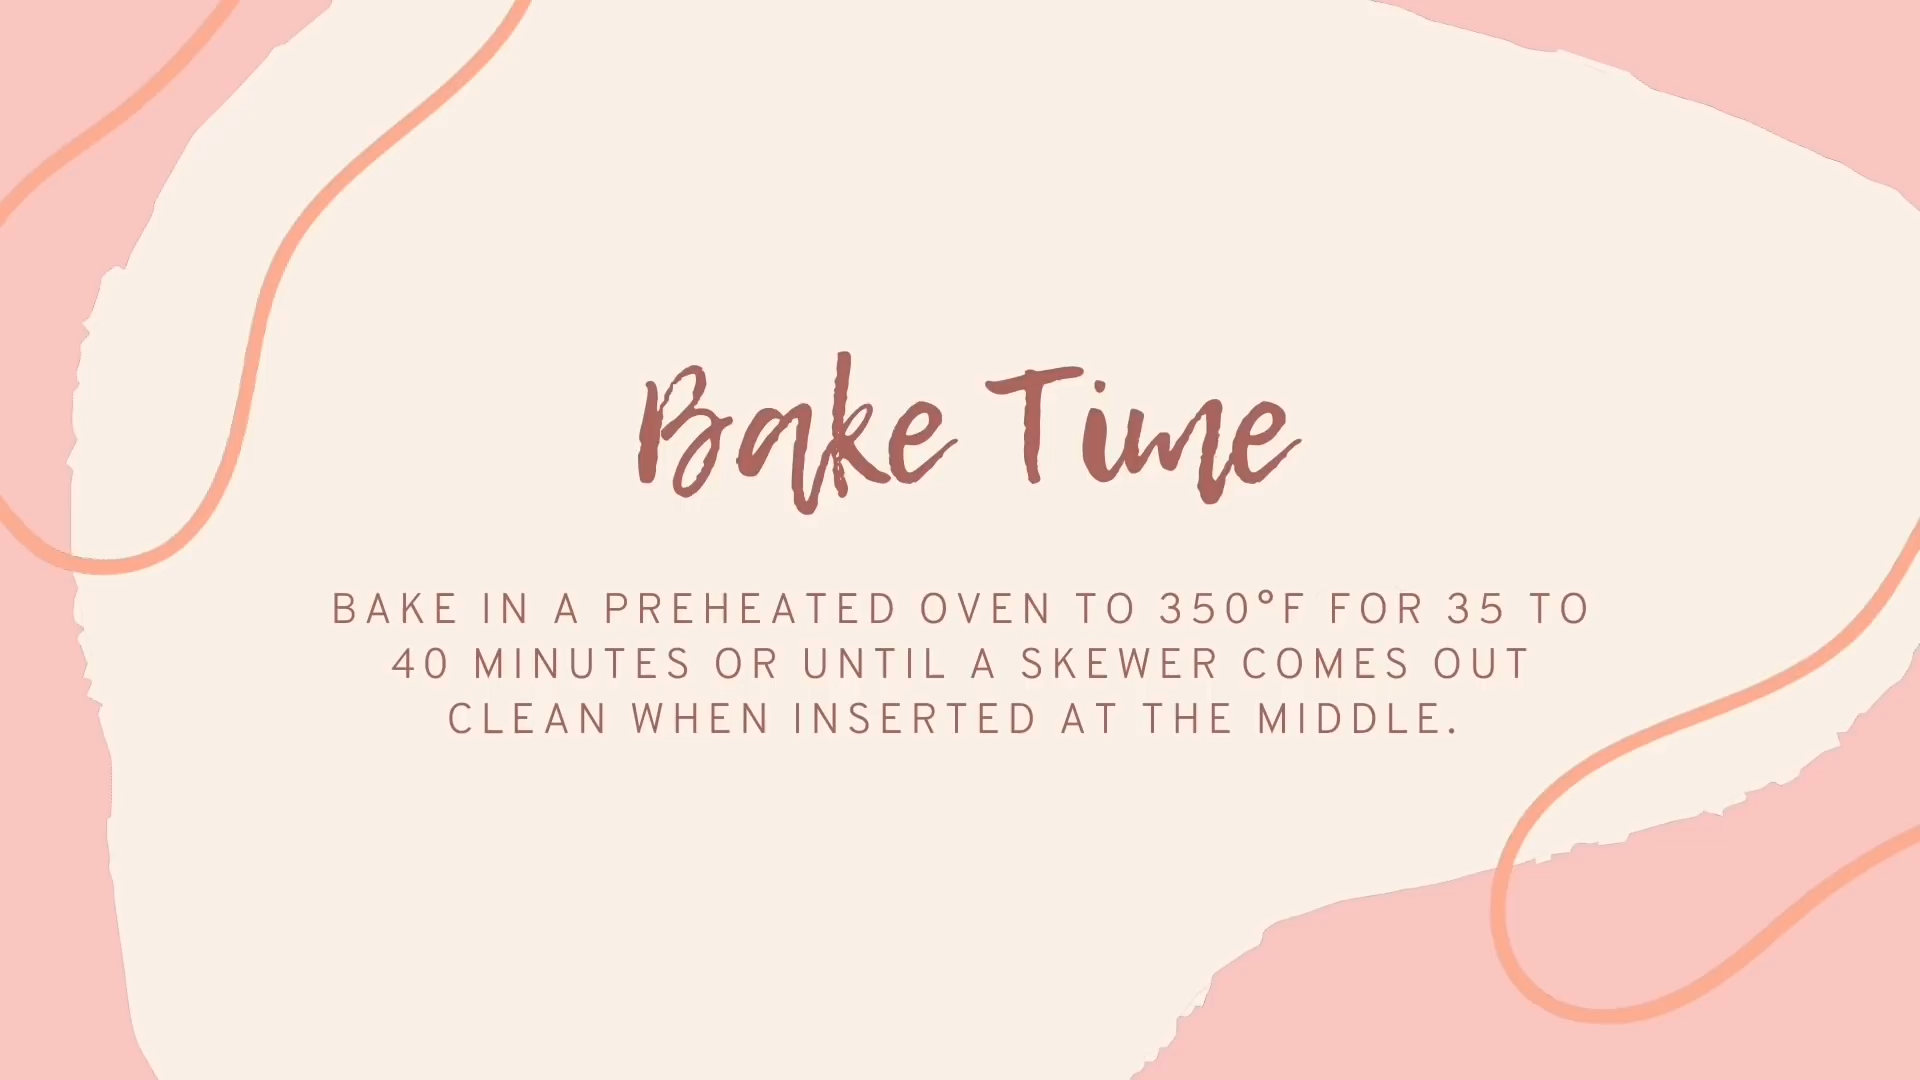 Bake Time
BAKE IN A PREHEATED OVEN TO 350°F FOR 35 TO
40 MINUTES OR UNTIL A SKEWER COMES OUT
CLEAN WHEN INSERTED AT THE MIDDLE.